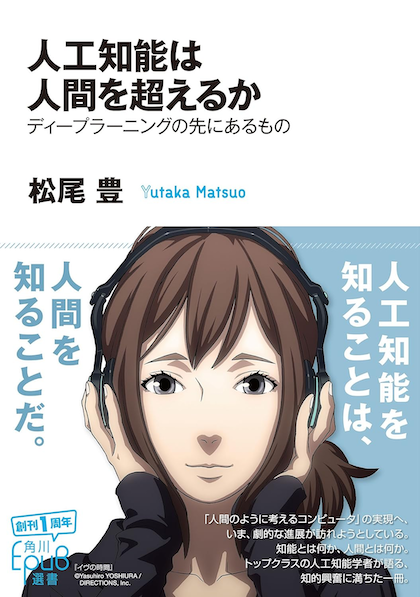 人工知能は
人間を超えるか
ディープラーニングの先にあるもの
松尾 豊 Yutaka Matsuo
人工知能を
知ることは、
人間を
知ることだ。
「人間のように考えるコンピュータ」の実現へ、
いま、劇的な進展が訪れようとしている。
知能とは何か、人間とは何か。
トップクラスの人工知能学者が語る、
知的興奮に満ちた一冊。
創刊1周年
角川
EPUB
選書
『イヴの時間』
©Yasuhiro YOSHIURA /
DIRECTIONS, Inc.